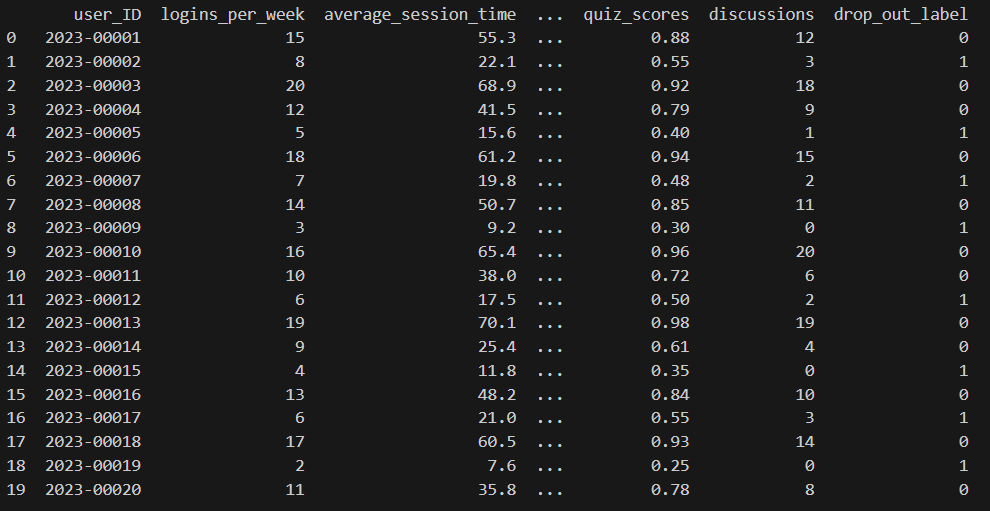 user_ID logins_per_week average_session_time ... quiz_scores discussions drop_out_label
0 2023-00001 15 55.3 ... 0.88 12 0
1 2023-00002 8 22.1 ... 0.55 3 1
2 2023-00003 20 68.9 ... 0.92 18 0
3 2023-00004 12 41.5 ... 0.79 9 0
4 2023-00005 5 15.6 ... 0.40 1 1
5 2023-00006 18 61.2 ... 0.94 15 0
6 2023-00007 7 19.8 ... 0.48 2 1
7 2023-00008 14 50.7 ... 0.85 11 0
8 2023-00009 3 9.2 ... 0.30 0 1
9 2023-00010 16 65.4 ... 0.96 20 0
10 2023-00011 10 38.0 ... 0.72 6 0
11 2023-00012 6 17.5 ... 0.50 2 1
12 2023-00013 19 70.1 ... 0.98 19 0
13 2023-00014 9 25.4 ... 0.61 4 0
14 2023-00015 4 11.8 ... 0.35 0 1
15 2023-00016 13 48.2 ... 0.84 10 0
16 2023-00017 6 21.0 ... 0.55 3 1
17 2023-00018 17 60.5 ... 0.93 14 0
18 2023-00019 2 7.6 ... 0.25 0 1
19 2023-00020 11 35.8 ... 0.78 8 0